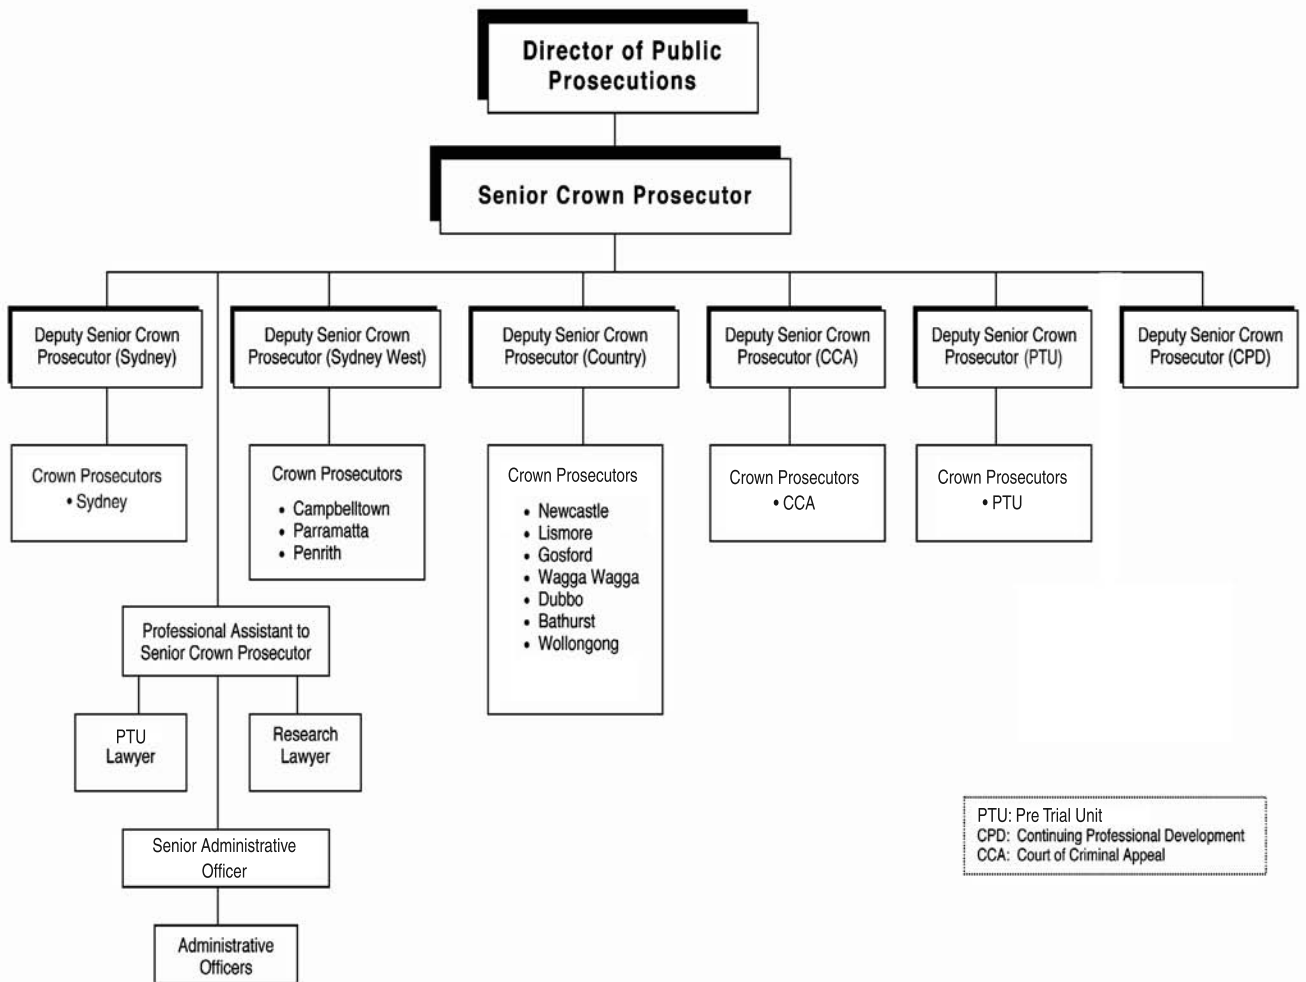 Director of Public
Prosecutions
Senior Crown Prosecutor
Deputy Senior Crown
Prosecutor (Sydney)
Deputy Senior Crown
Prosecutor (Sydney West)
Deputy Senior Crown
Prosecutor (Country)
Deputy Senior Crown
Prosecutor (CCA)
Deputy Senior Crown
Prosecutor (PTU)
Deputy Senior Crown
Prosecutor (CPD)
Crown Prosecutors
• Sydney
Crown Prosecutors
• Campbelltown
• Parramatta
• Penrith
Crown Prosecutors
• Newcastle
• Lismore
• Gosford
• Wagga Wagga
• Dubbo
• Bathurst
• Wollongong
Crown Prosecutors
• CCA
Crown Prosecutors
• PTU
Professional Assistant to
Senior Crown Prosecutor
PTU
Lawyer
Research
Lawyer
Senior Administrative
Officer
Administrative
Officers
PTU: Pre Trial Unit
CPD: Continuing Professional Development
CCA: Court of Criminal Appeal